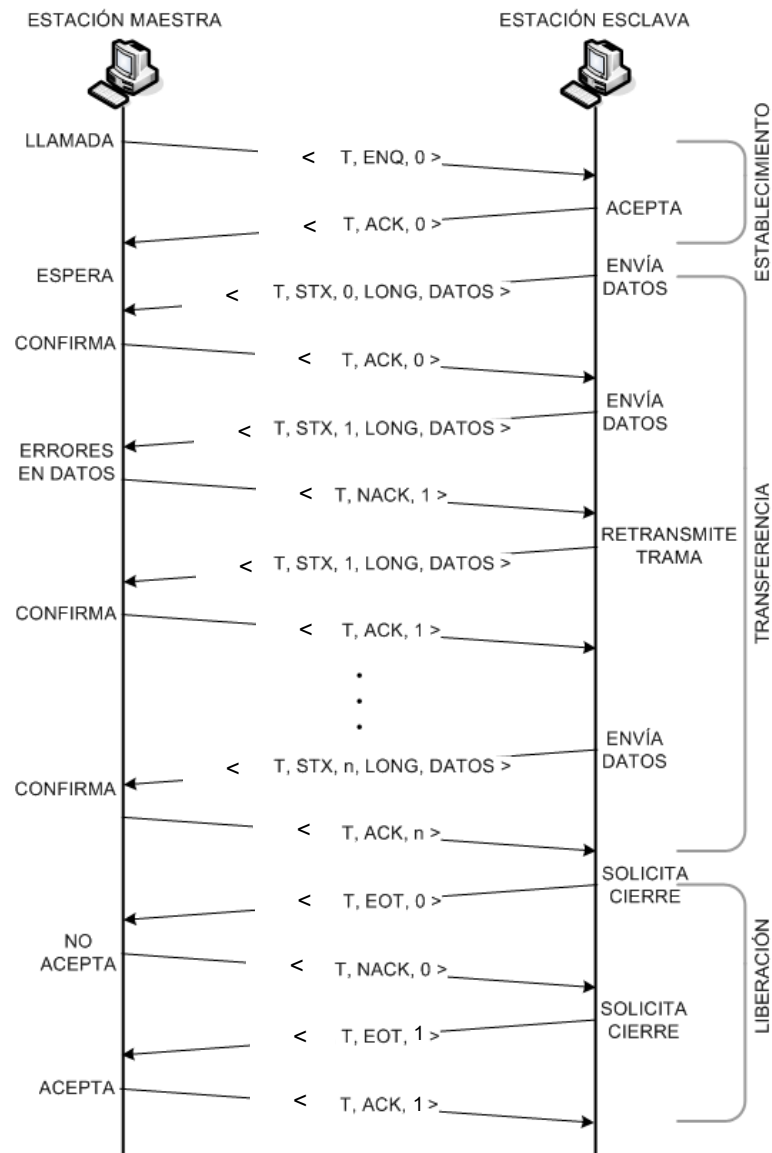 ESTACIÓN MAESTRA
ESTACIÓN ESCLAVA
LLAMADA
< T, ENQ, 0 >
ACEPTA
< T, ACK, 0 >
ESTABLECIMIENTO
ESPERA
ENVÍA
DATOS
< T, STX, 0, LONG, DATOS >
CONFIRMA
< T, ACK, 0 >
ENVÍA
DATOS
< T, STX, 1, LONG, DATOS >
ERRORES
EN DATOS
< T, NACK, 1 >
RETRANSMITE
TRAMA
< T, STX, 1, LONG, DATOS >
CONFIRMA
< T, ACK, 1 >
TRANSFERENCIA
ENVÍA
DATOS
< T, STX, n, LONG, DATOS >
CONFIRMA
< T, ACK, n >
SOLICITA
CIERRE
< T, EOT, 0 >
NO
ACEPTA
< T, NACK, 0 >
SOLICITA
CIERRE
< T, EOT, 1 >
ACEPTA
< T, ACK, 1 >
LIBERACIÓN